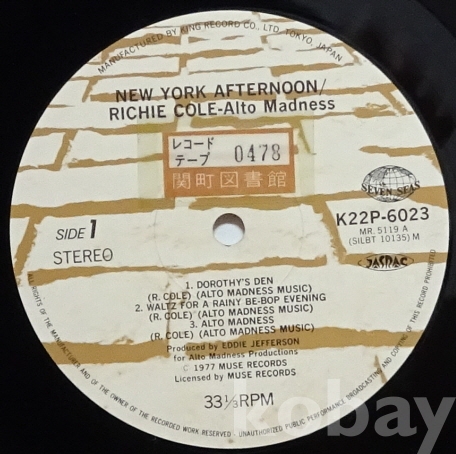 MANUFACTURED BY KING RECORD CO., LTD, TOKYO, JAPAN
NEW YORK AFTERNOON/
RICHIE COLE-Alto Madness
レコード
テープ 0478
関町図書館
SEVEN SEAS
K22P-6023
MR. 5119 A
(SILBT 10135) M
JASRAC
SIDE 1
STEREO
1. DOROTHY'S DEN
(R. COLE) (ALTO MADNESS MUSIC)
2. WALTZ FOR A RAINY BE-BOP EVENING
(R. COLE) (ALTO MADNESS MUSIC)
3. ALTO MADNESS
(R. COLE) (ALTO MADNESS MUSIC)
Produced by EDDIE JEFFERSON
for Alto Madness Productions
© 1977 MUSE RECORDS
Licensed by MUSE RECORDS
33 1/3 RPM
ALL RIGHTS OF THE MANUFACTURER AND OF THE OWNER OF THE RECORDED WORK RESERVED - UNAUTHORIZED PUBLIC PERFORMANCE BROADCASTING AND COPYING OF THIS RECORD PROHIBITED
kobay